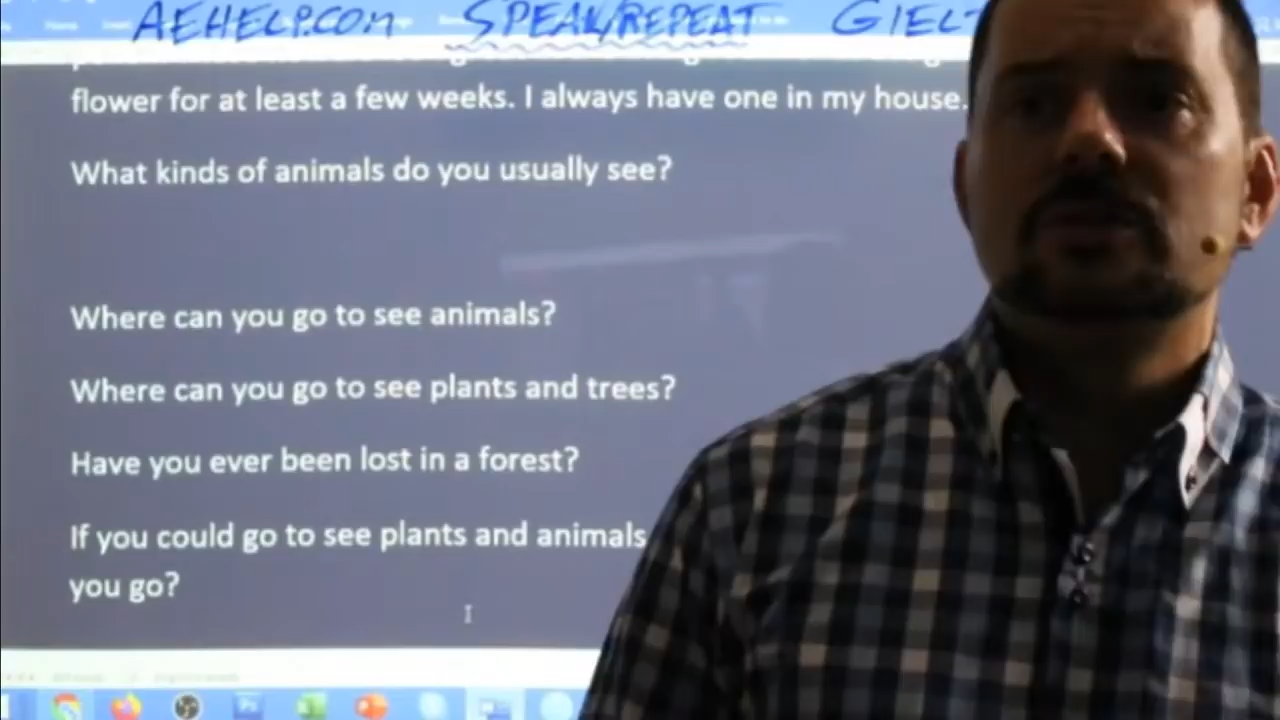 AEHELP.COM SPEAK/REPEAT GIELT
flower for at least a few weeks. I always have one in my house.
What kinds of animals do you usually see?
Where can you go to see animals?
Where can you go to see plants and trees?
Have you ever been lost in a forest?
If you could go to see plants and animals
you go?